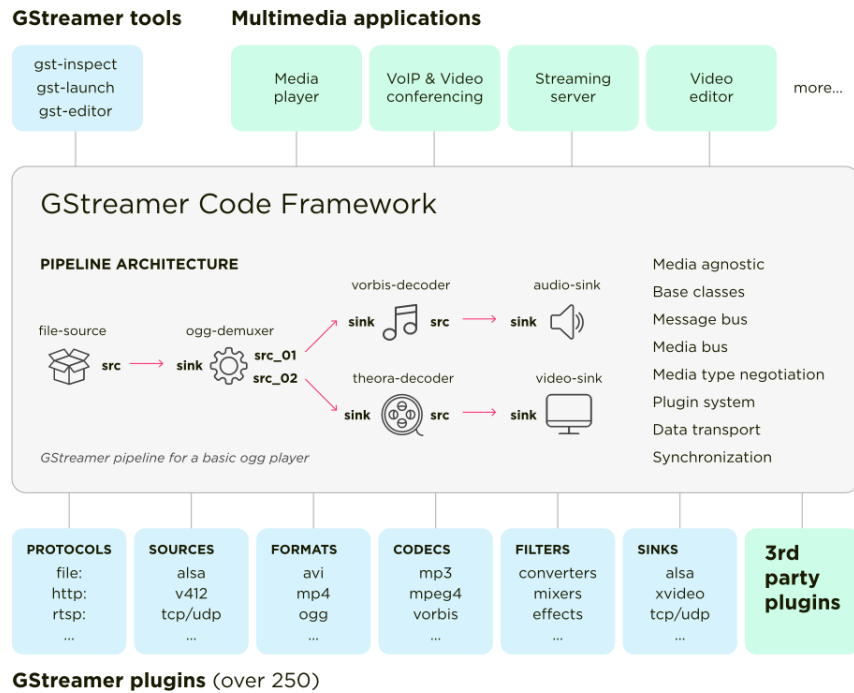 GStreamer tools
Multimedia applications
gst-inspect
gst-launch
gst-editor
Media
player
VoIP & Video
conferencing
Streaming
server
Video
editor
more...
GStreamer Code Framework
PIPELINE ARCHITECTURE
file-source
src
ogg-demuxer
sink
src_01
src_02
vorbis-decoder
sink
src
audio-sink
sink
theora-decoder
sink
src
video-sink
sink
GStreamer pipeline for a basic ogg player
Media agnostic
Base classes
Message bus
Media bus
Media type negotiation
Plugin system
Data transport
Synchronization
PROTOCOLS
file:
http:
rtsp:
...
SOURCES
alsa
v412
tcp/udp
...
FORMATS
avi
mp4
ogg
...
CODECS
mp3
mpeg4
vorbis
...
FILTERS
converters
mixers
effects
...
SINKS
alsa
xvideo
tcp/udp
...
3rd
party
plugins
GStreamer plugins (over 250)